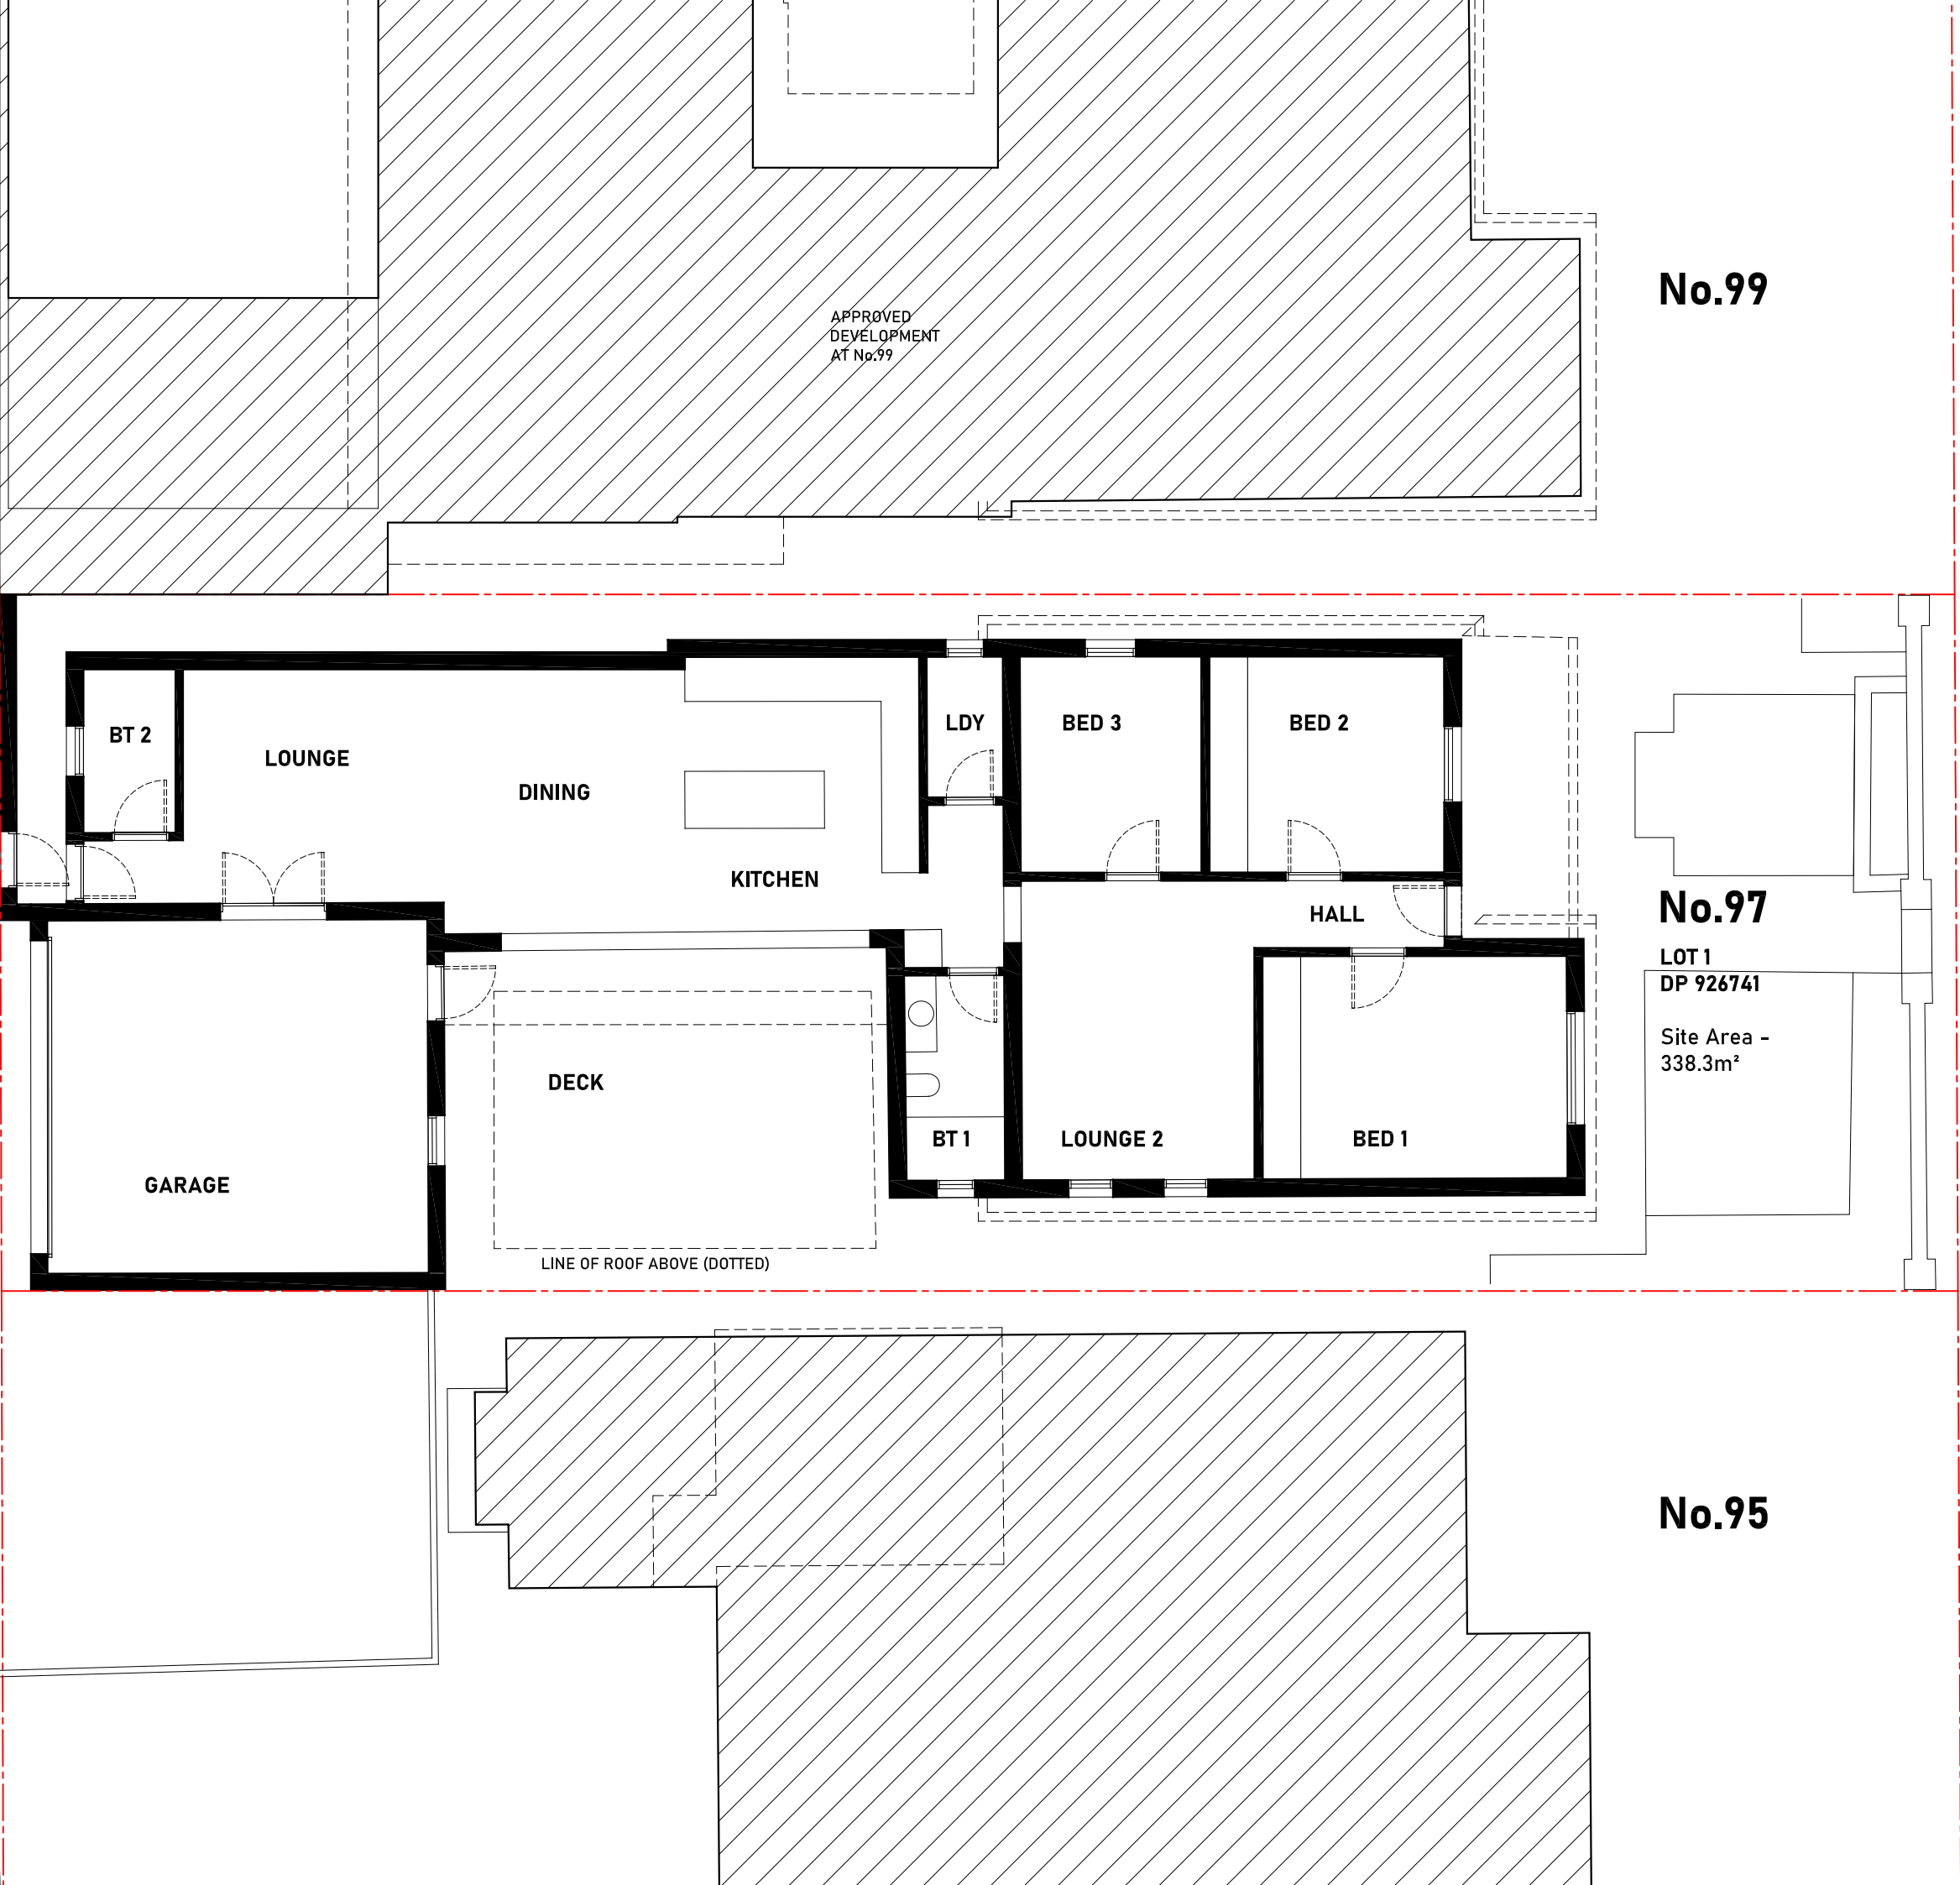 No.99
APPROVED
DEVELOPMENT
AT No.99
BT 2
LOUNGE
DINING
KITCHEN
LDY
BED 3
BED 2
HALL
No.97
LOT 1
DP 926741
Site Area -
338.3m²
DECK
GARAGE
BT 1
LOUNGE 2
BED 1
LINE OF ROOF ABOVE (DOTTED)
No.95